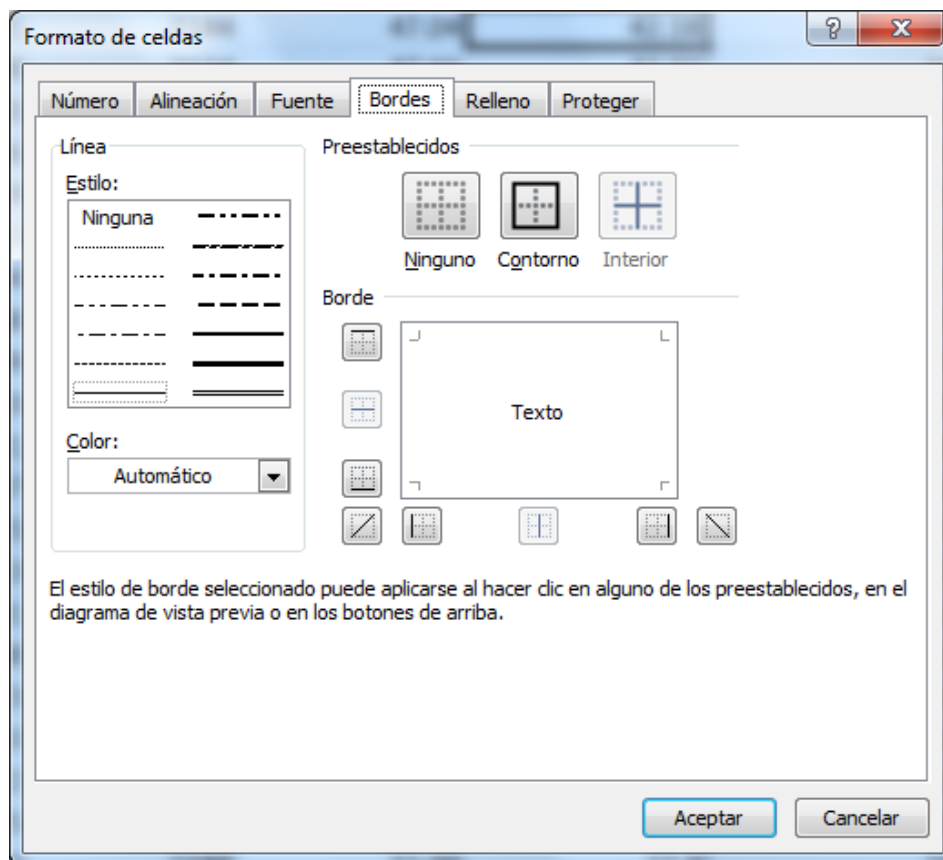 Formato de celdas
Número Alineación Fuente Bordes Relleno Proteger
Línea
Estilo:
Ninguna
Color:
Automático
Preestablecidos
Ninguno Contorno Interior
Borde
Texto
El estilo de borde seleccionado puede aplicarse al hacer clic en alguno de los preestablecidos, en el
diagrama de vista previa o en los botones de arriba.
Aceptar Cancelar